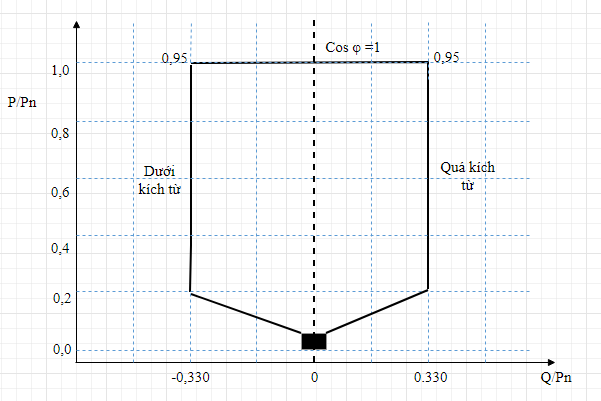 Cos φ =1
0,95
0,95
1,0
P/Pn
0,8
Dưới
kích từ
Quá kích
từ
0,6
0,4
0,2
0,0
-0,330
0
0.330
Q/Pn